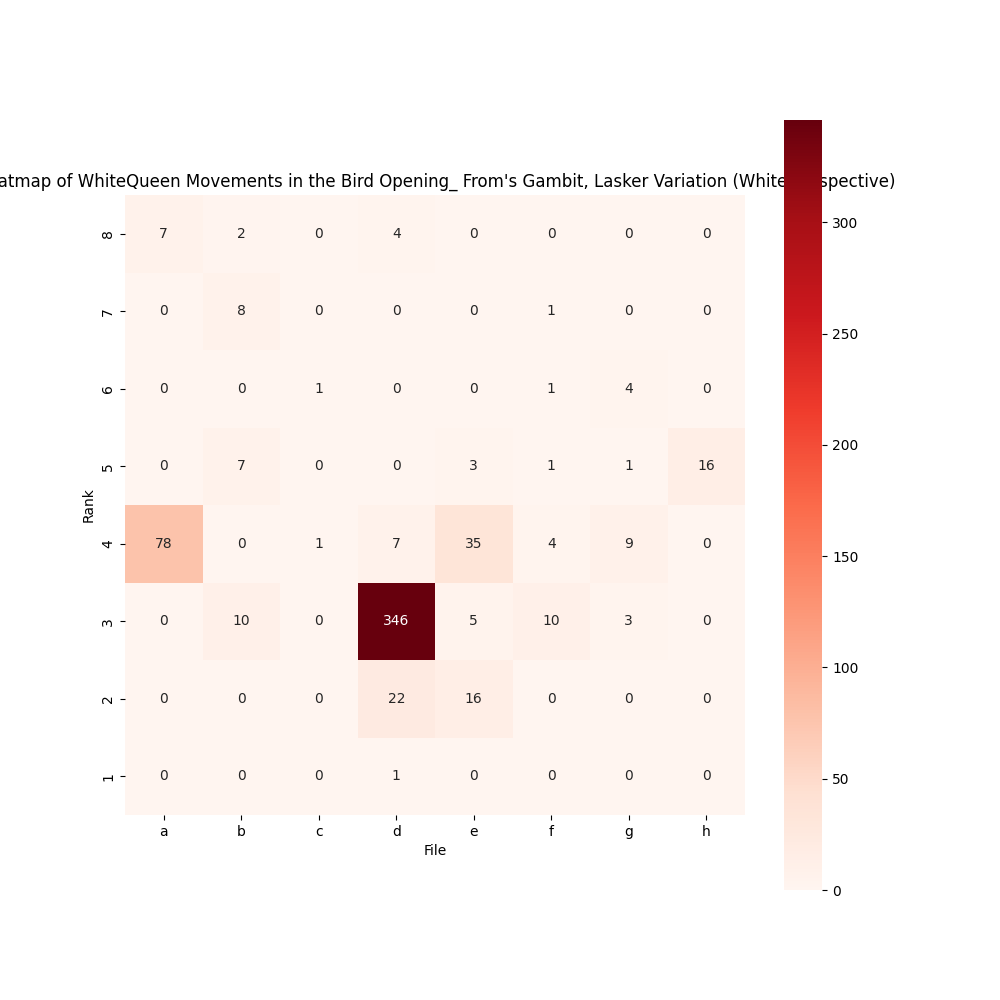 atmap of WhiteQueen Movements in the Bird Opening_ From's Gambit, Lasker Variation (White spective)
8 7 2 0 4 0 0 0 0
7 0 8 0 0 0 1 0 0
6 0 0 1 0 0 1 4 0
5 0 7 0 0 3 1 1 16
4 78 0 1 7 35 4 9 0
3 0 10 0 346 5 10 3 0
2 0 0 0 22 16 0 0 0
1 0 0 0 1 0 0 0 0
a b c d e f g h
File
Rank
300
250
200
150
100
50
0